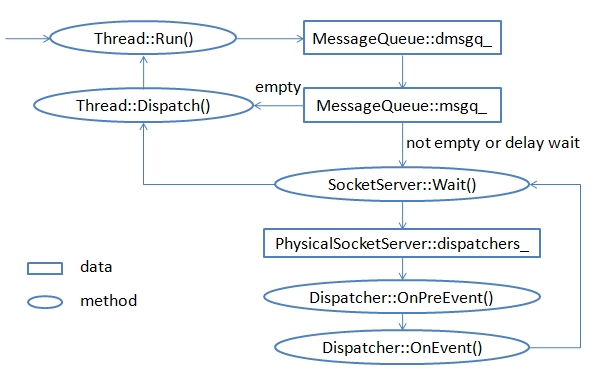 Thread::Run()
MessageQueue::dmsgq_
empty
Thread::Dispatch()
MessageQueue::msgq_
not empty or delay wait
SocketServer::Wait()
PhysicalSocketServer::dispatchers_
data
method
Dispatcher::OnPreEvent()
Dispatcher::OnEvent()